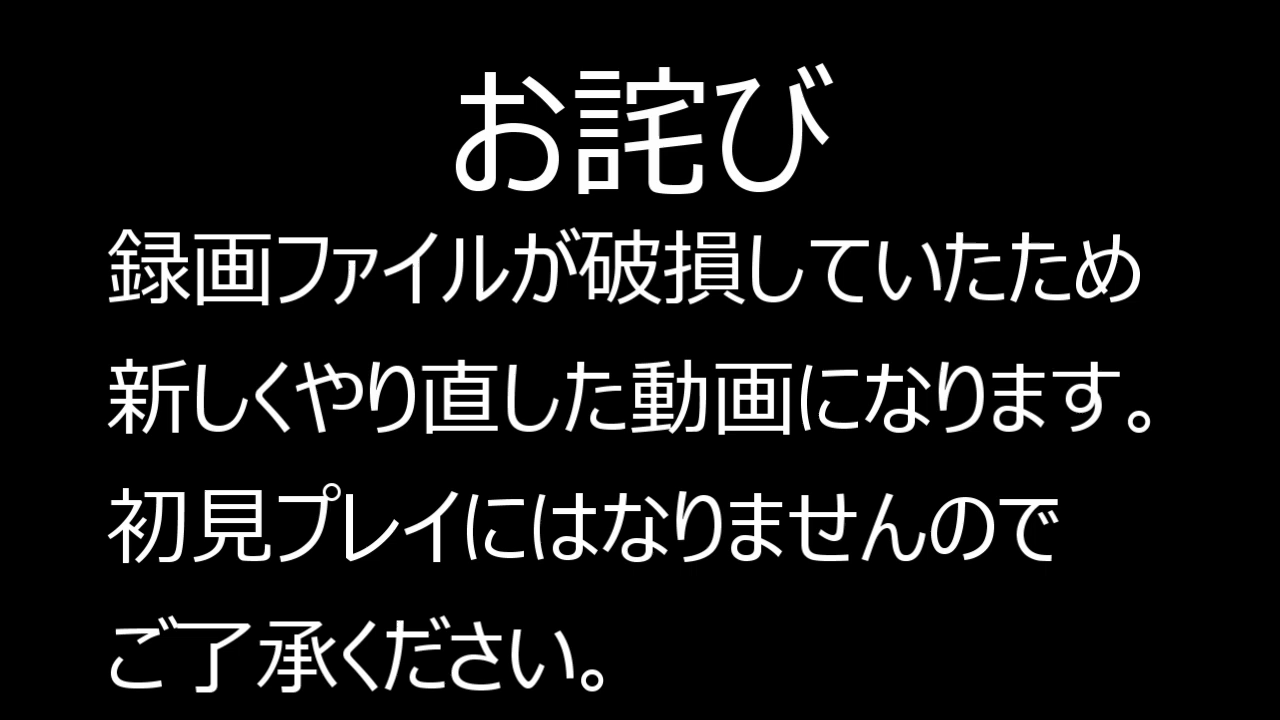 お詫び
録画ファイルが破損していたため
新しくやり直した動画になります。
初見プレイにはなりませんので
ご了承ください。